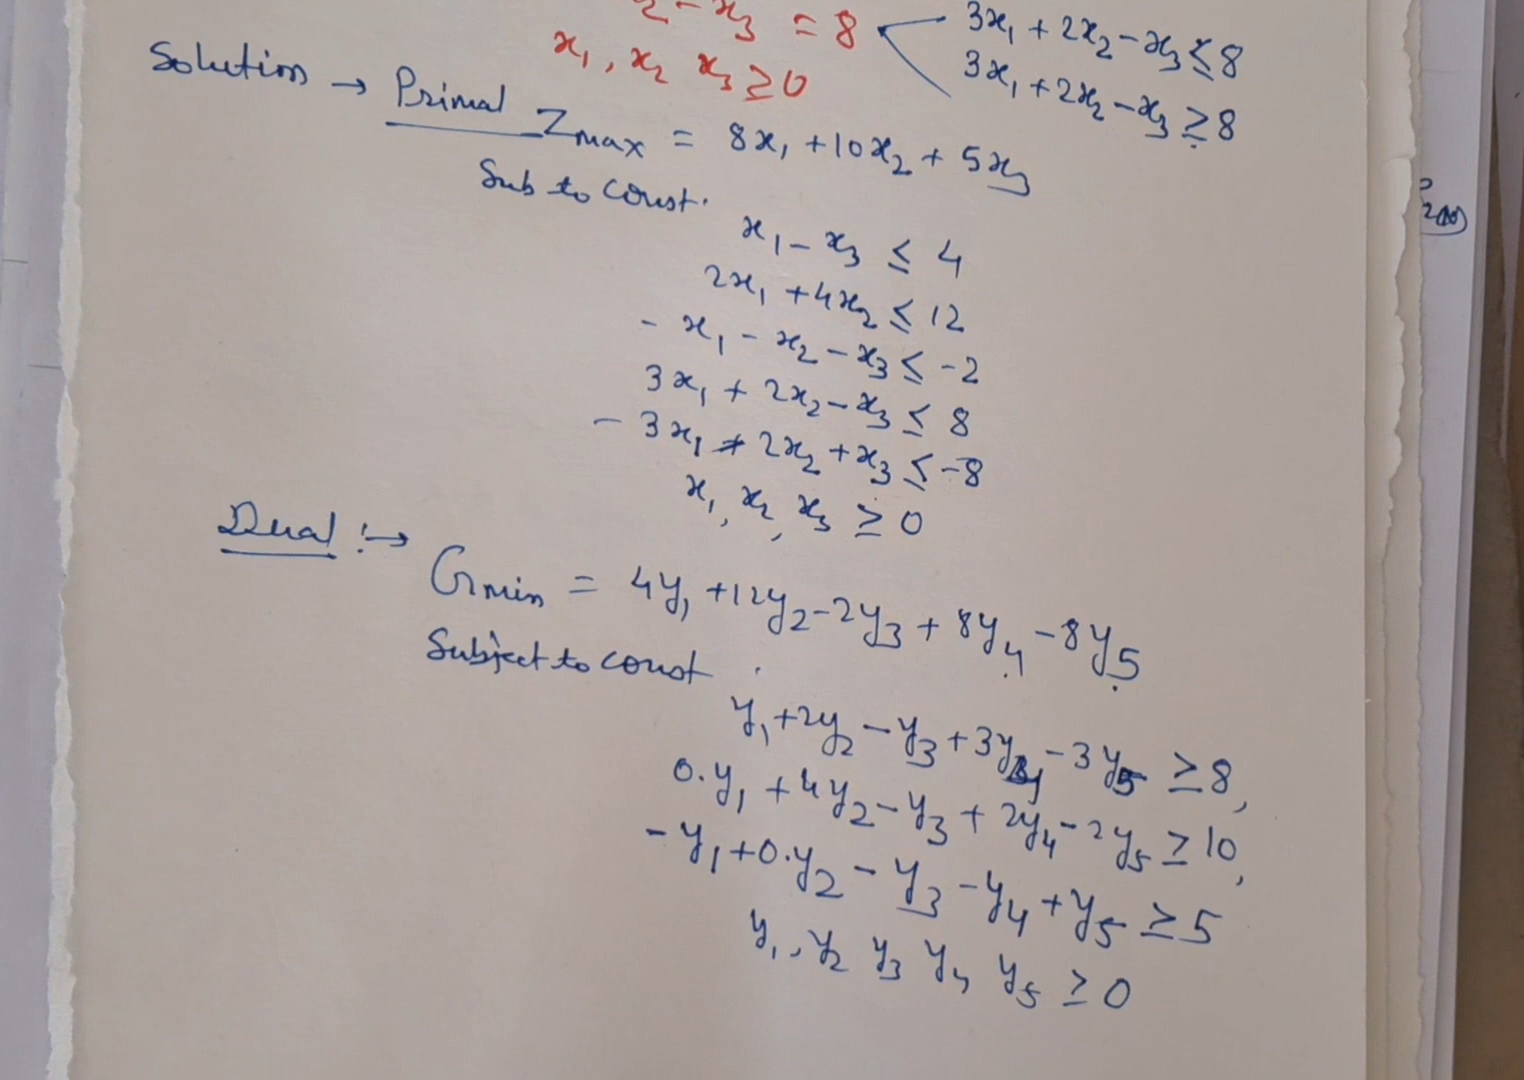 ₂ - x₃ = 8
3x₁ + 2x₂ - x₃ ≤ 8
x₁, x₂ x₃ ≥ 0
3x₁ + 2x₂ - x₃ ≥ 8
Solution → Primal Zmax = 8x₁ + 10x₂ + 5x₃
Sub to Const.
x₁ - x₃ ≤ 4
2x₁ + 4x₂ ≤ 12
- x₁ - x₂ - x₃ ≤ -2
3x₁ + 2x₂ - x₃ ≤ 8
- 3x₁ - 2x₂ + x₃ ≤ -8
x₁, x₂, x₃ ≥ 0
Dual :→
Gmin = 4y₁ + 12y₂ - 2y₃ + 8y₄ - 8y₅
Subject to const.
y₁ + 2y₂ - y₃ + 3y₄ - 3y₅ ≥ 8,
0.y₁ + 4y₂ - y₃ + 2y₄ - 2y₅ ≥ 10,
- y₁ + 0.y₂ - y₃ - y₄ + y₅ ≥ 5
y₁, y₂ y₃ y₄ y₅ ≥ 0